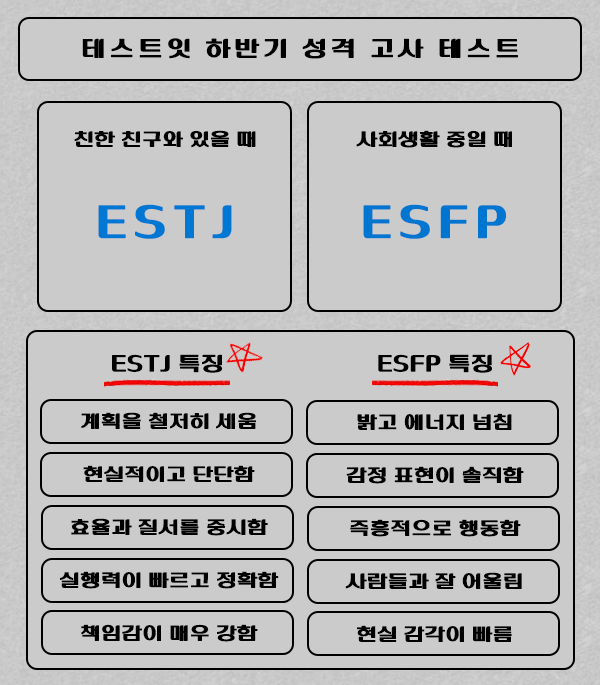 테스트잇 하반기 성격 고사 테스트
친한 친구와 있을 때
ESTJ
사회생활 중일 때
ESFP
ESTJ 특징
계획을 철저히 세움
현실적이고 단단함
효율과 질서를 중시함
실행력이 빠르고 정확함
책임감이 매우 강함
ESFP 특징
밝고 에너지 넘침
감정 표현이 솔직함
즉흥적으로 행동함
사람들과 잘 어울림
현실 감각이 빠름